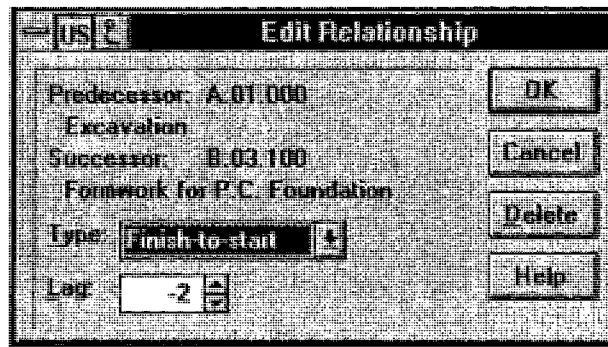 US
Edit Relationship
Predecessor: A.01.000
Excavation
Successor: B.03.100
Formwork for P.C. Foundation
Type: Finish-to-start
Lag: -2
OK
Cancel
Delete
Help